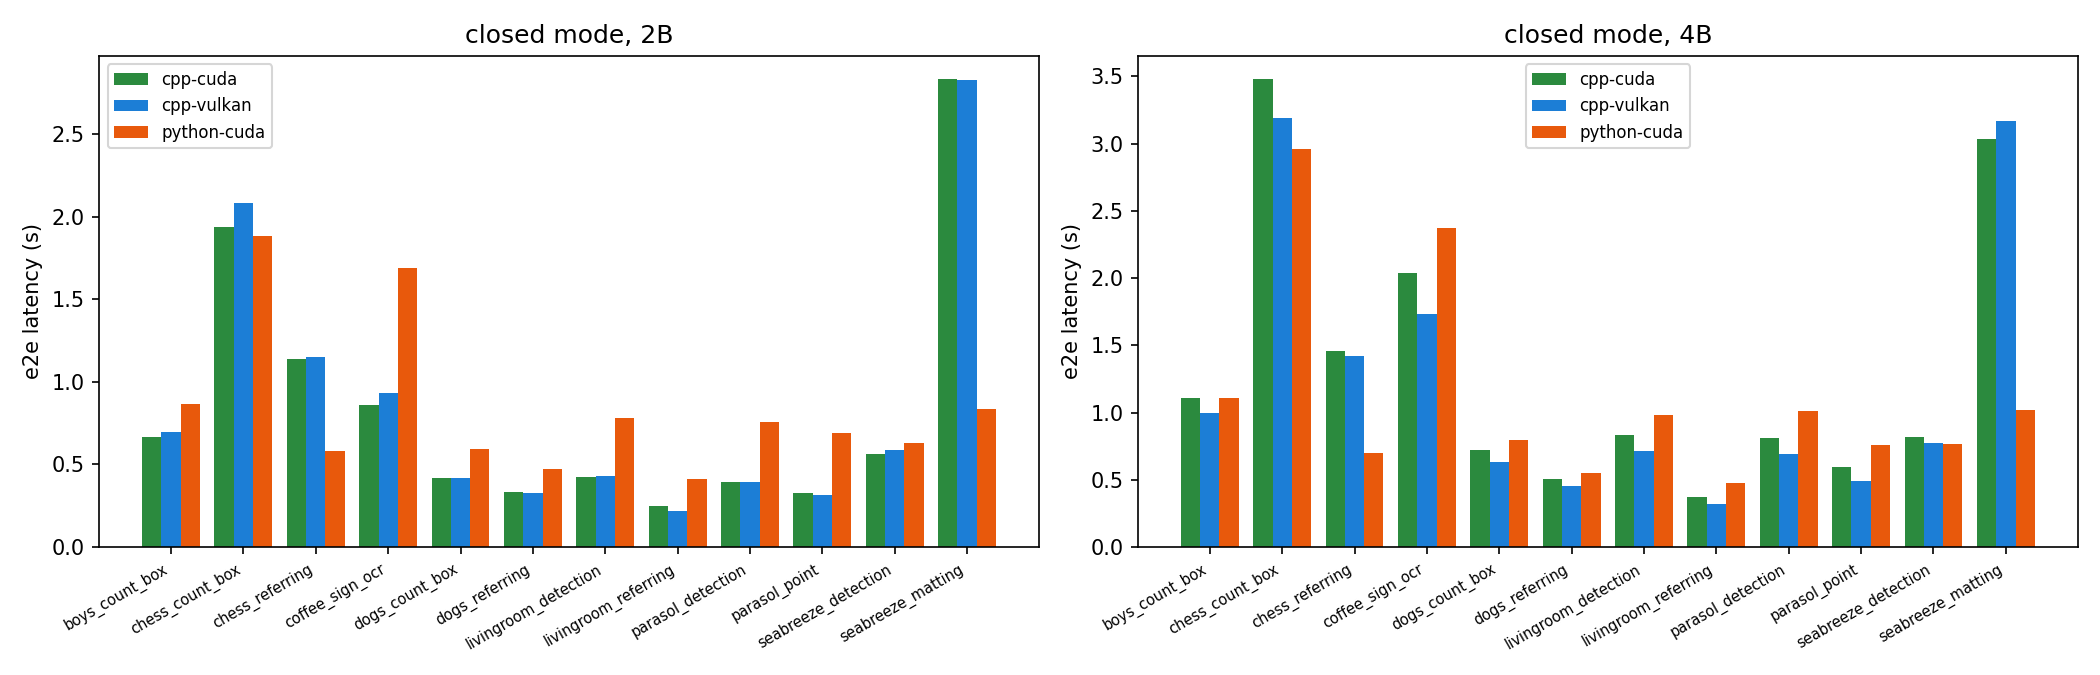 closed mode, 2B
cpp-cuda
cpp-vulkan
python-cuda
e2e latency (s)
2.5
2.0
1.5
1.0
0.5
0.0
boys_count_box
chess_count_box
chess_referring
coffee_sign_ocr
dogs_count_box
dogs_referring
livingroom_detection
livingroom_referring
parasol_detection
parasol_point
seabreeze_detection
seabreeze_matting
closed mode, 4B
cpp-cuda
cpp-vulkan
python-cuda
e2e latency (s)
3.5
3.0
2.5
2.0
1.5
1.0
0.5
0.0
boys_count_box
chess_count_box
chess_referring
coffee_sign_ocr
dogs_count_box
dogs_referring
livingroom_detection
livingroom_referring
parasol_detection
parasol_point
seabreeze_detection
seabreeze_matting